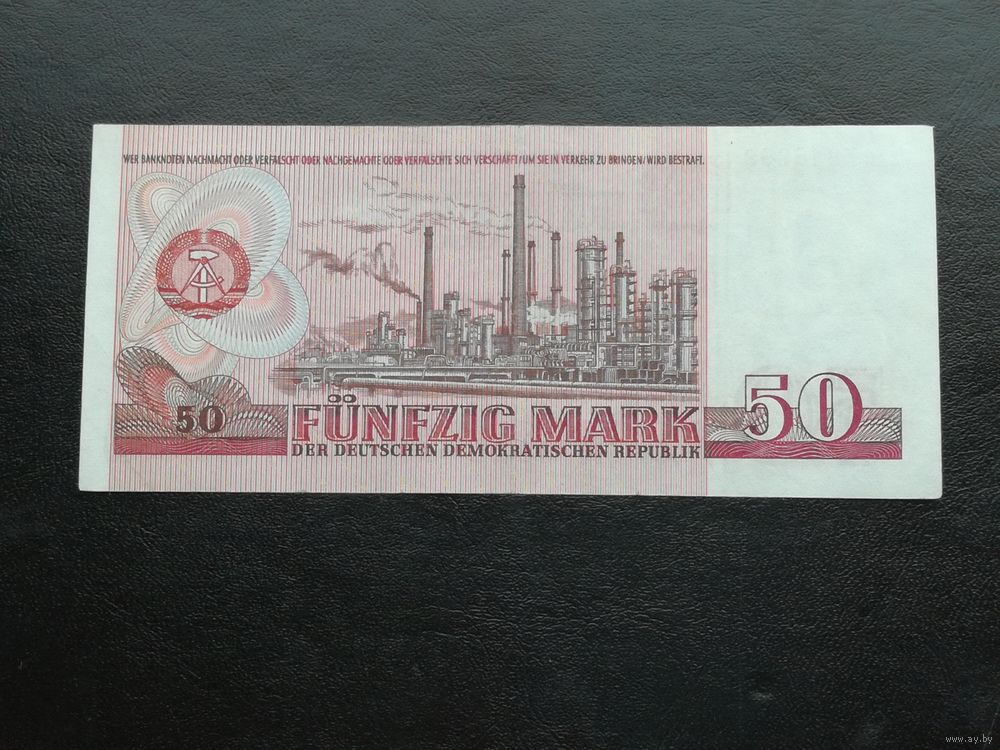 WER BANKNOTEN NACHMACHT ODER VERFÄLSCHT ODER NACHGEMACHTE ODER VERFÄLSCHTE SICH VERSCHAFFT/UM SIE IN VERKEHR ZU BRINGEN/WIRD BESTRAFT.
50
FÜNFZIG MARK
50
DER DEUTSCHEN DEMOKRATISCHEN REPUBLIK
www.ay.by